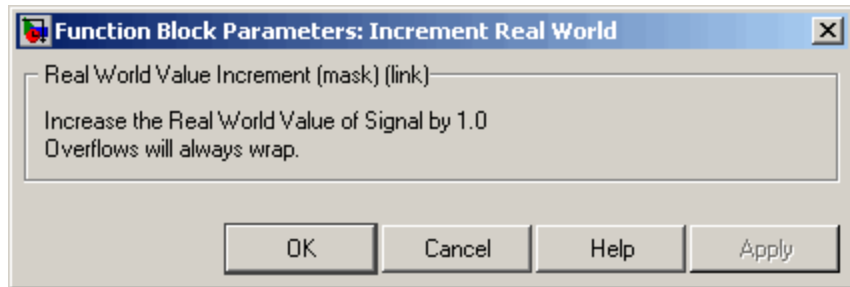 Function Block Parameters: Increment Real World
Real World Value Increment (mask) (link)
Increase the Real World Value of Signal by 1.0
Overflows will always wrap.
OK Cancel Help Apply